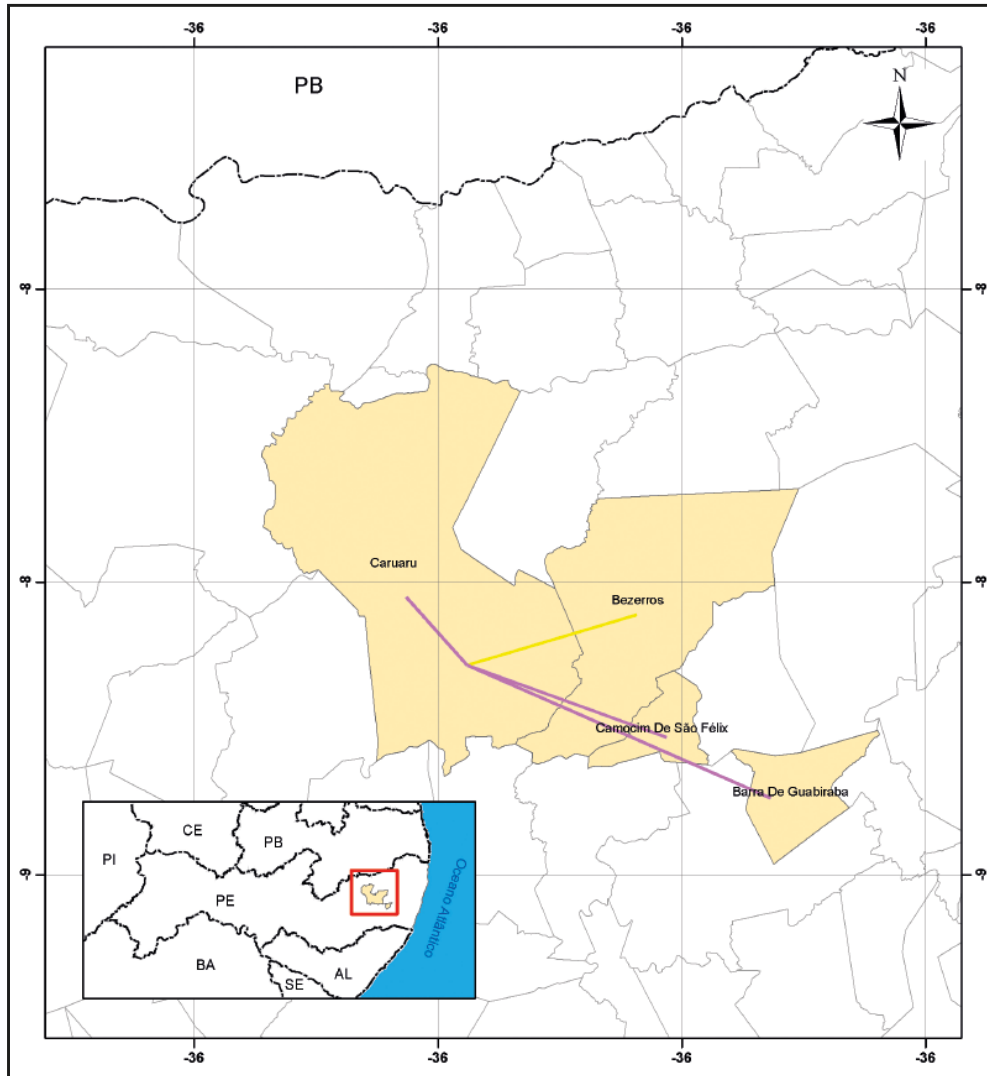 -36 -36 -36 -36
PB
N
-8 -8
Caruaru
-8 -8
Bezerros
Camocim De São Félix
Barra De Guabiraba
-9 -9
CE
PB
PI
PE
Oceano Atlântico
BA
AL
SE
-36 -36 -36 -36